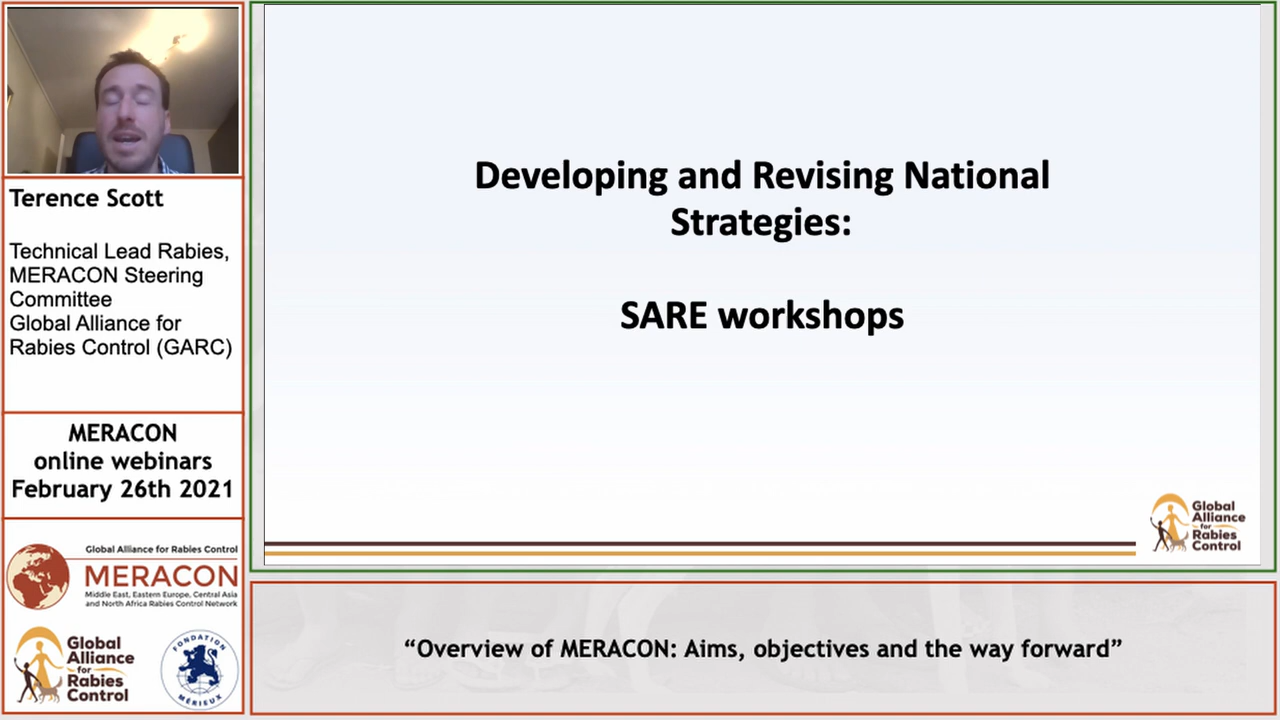 Terence Scott
Technical Lead Rabies,
MERACON Steering
Committee
Global Alliance for
Rabies Control (GARC)
MERACON
online webinars
February 26th 2021
Global Alliance for Rabies Control
MERACON
Middle East, Eastern Europe, Central Asia
and North Africa Rabies Control Network
Global
Alliance
for
Rabies
Control
FONDATION
MÉRIEUX
Developing and Revising National
Strategies:
SARE workshops
Global
Alliance
for
Rabies
Control
“Overview of MERACON: Aims, objectives and the way forward”